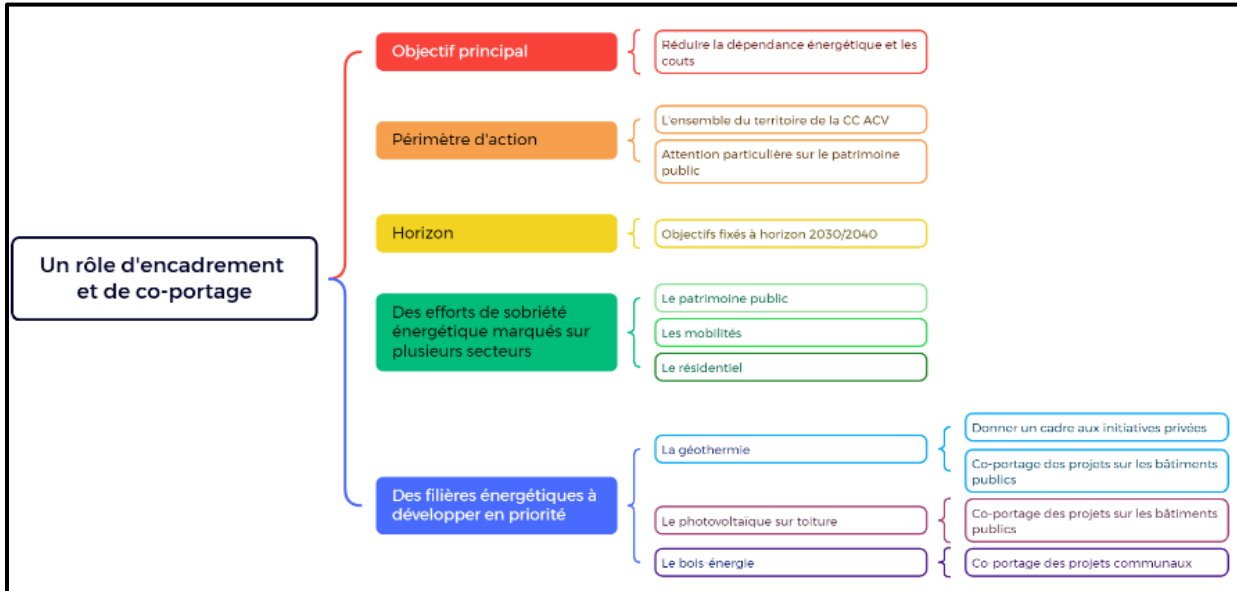 Un rôle d'encadrement
et de co-portage
Objectif principal
Réduire la dépendance énergétique et les
couts
Périmètre d'action
L'ensemble du territoire de la CC ACV
Attention particulière sur le patrimoine
public
Horizon
Objectifs fixés à horizon 2030/2040
Des efforts de sobriété
énergétique marqués sur
plusieurs secteurs
Le patrimoine public
Les mobilités
Le résidentiel
Des filières énergétiques à
développer en priorité
La géothermie
Donner un cadre aux initiatives privées
Co-portage des projets sur les bâtiments
publics
Le photovoltaïque sur toiture
Co-portage des projets sur les bâtiments
publics
Le bois énergie
Co-portage des projets communaux